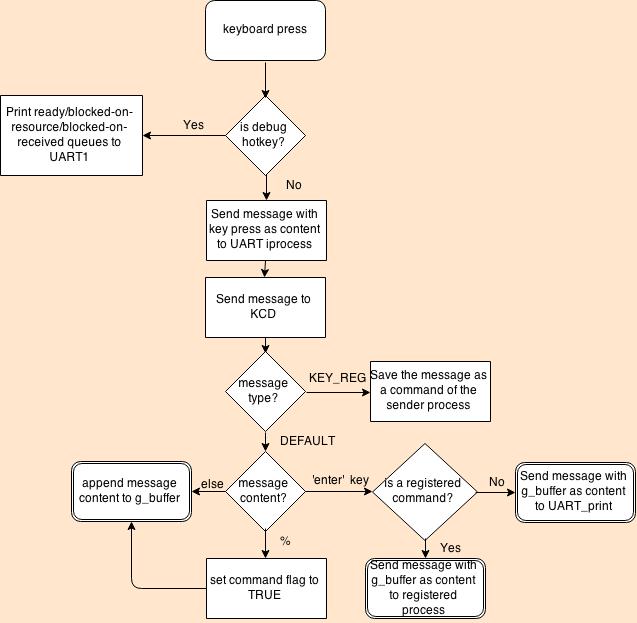 keyboard press
is debug
hotkey?
Yes
Print ready/blocked-on-
resource/blocked-on-
received queues to
UART1
No
Send message with
key press as content
to UART iprocess
Send message to
KCD
message
type?
KEY_REG
Save the message as
a command of the
sender process
DEFAULT
message
content?
else
append message
content to g_buffer
'enter' key
Is a registered
command?
No
Send message with
g_buffer as content
to UART_print
Yes
Send message with
g_buffer as content
to registered
process
%
set command flag to
TRUE